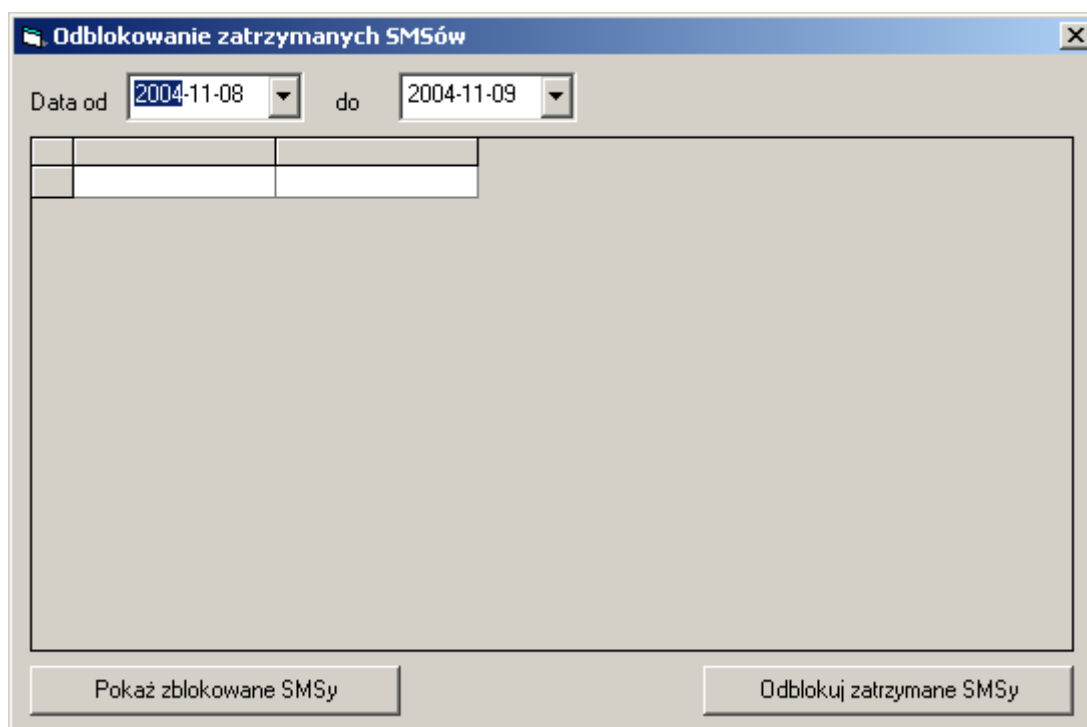 Odblokowanie zatrzymanych SMSów
Data od 2004-11-08 do 2004-11-09
Pokaż zblokowane SMSy Odblokuj zatrzymane SMSy